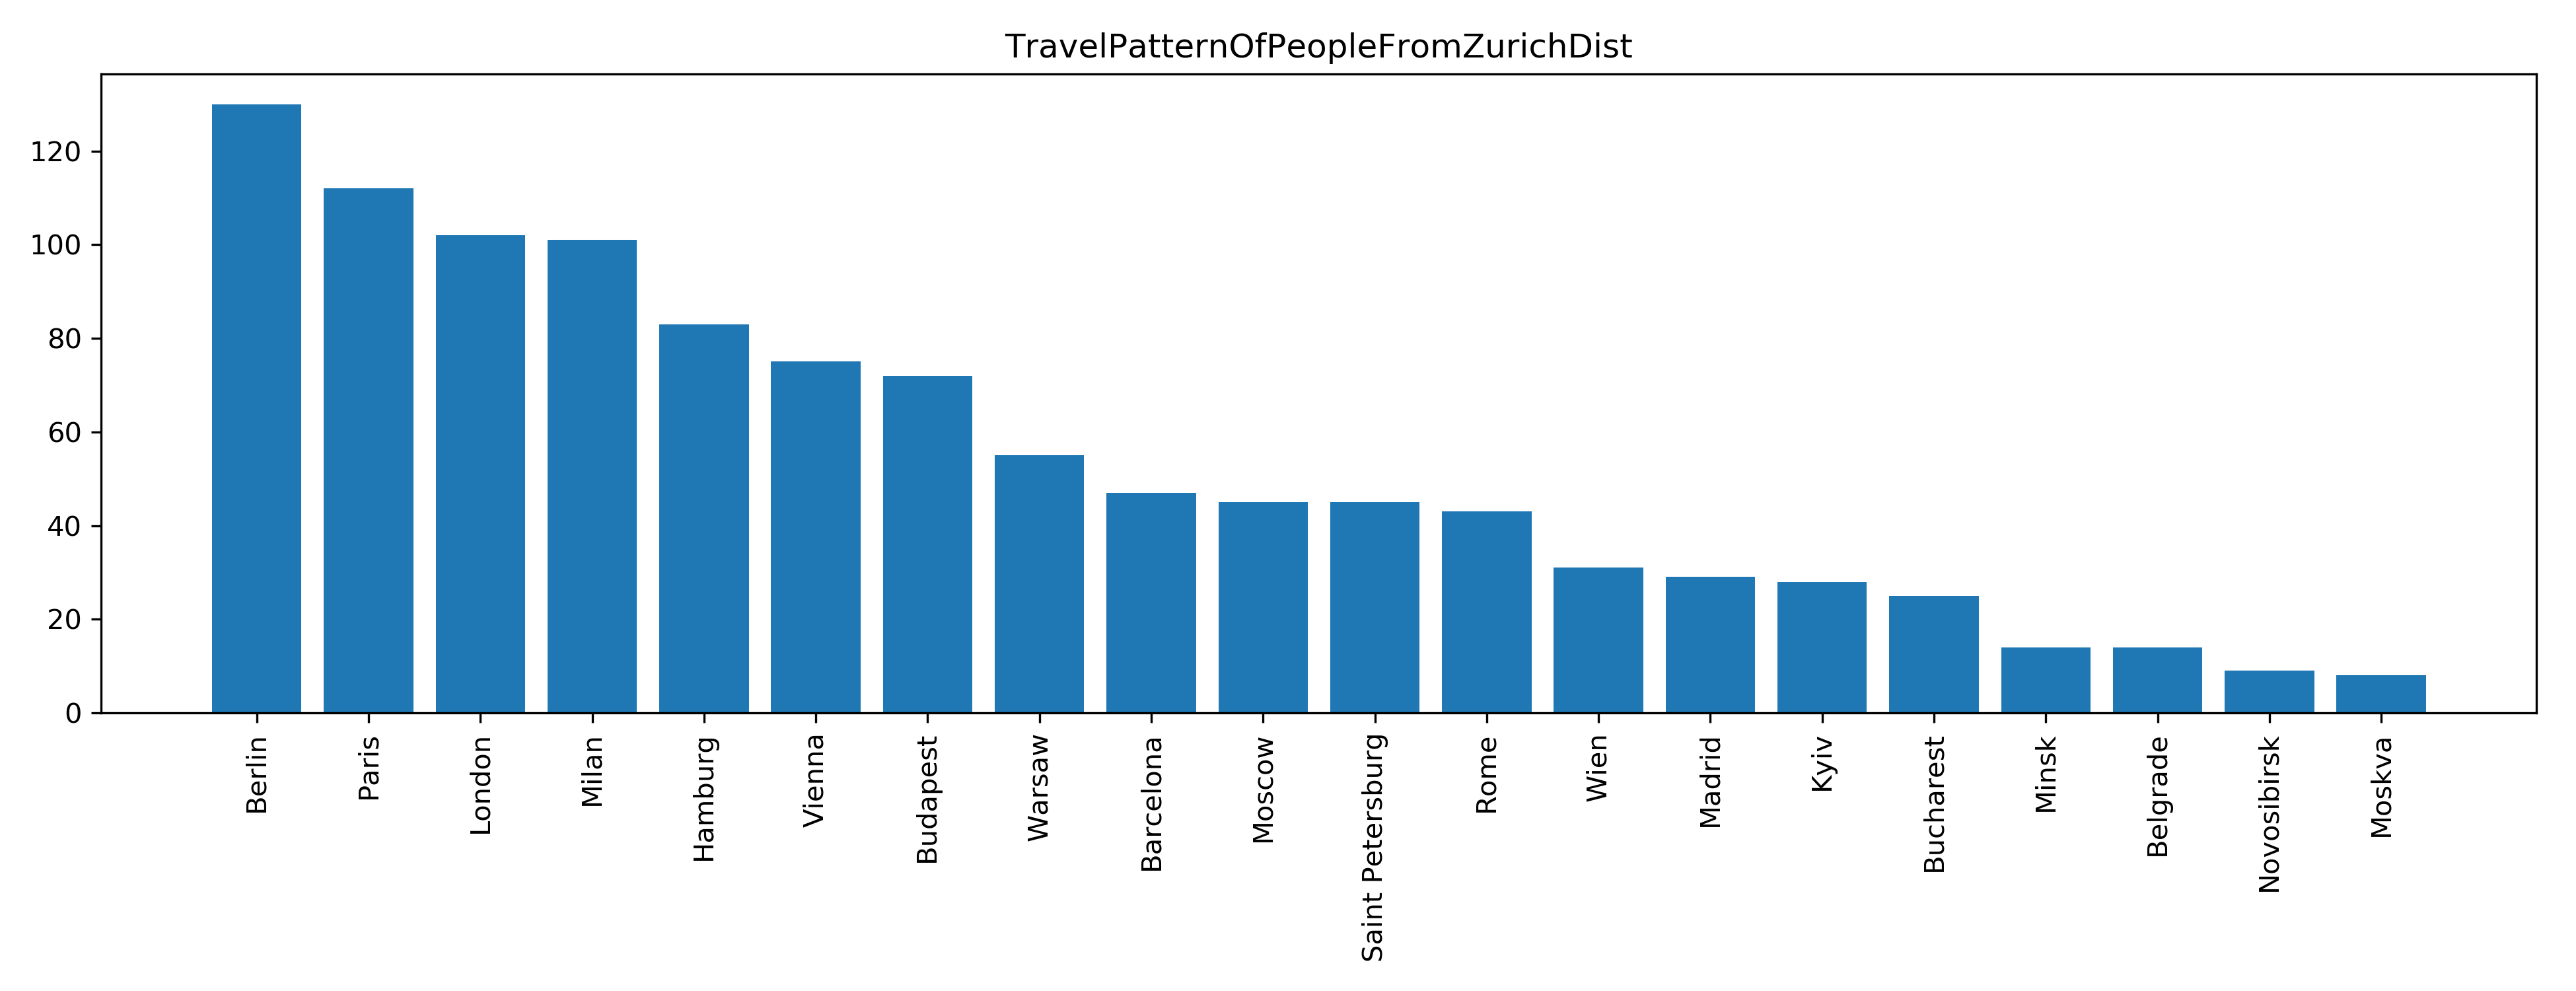 TravelPatternOfPeopleFromZurichDist
120
100
80
60
40
20
0
Berlin
Paris
London
Milan
Hamburg
Vienna
Budapest
Warsaw
Barcelona
Moscow
Saint Petersburg
Rome
Wien
Madrid
Kyiv
Bucharest
Minsk
Belgrade
Novosibirsk
Moskva